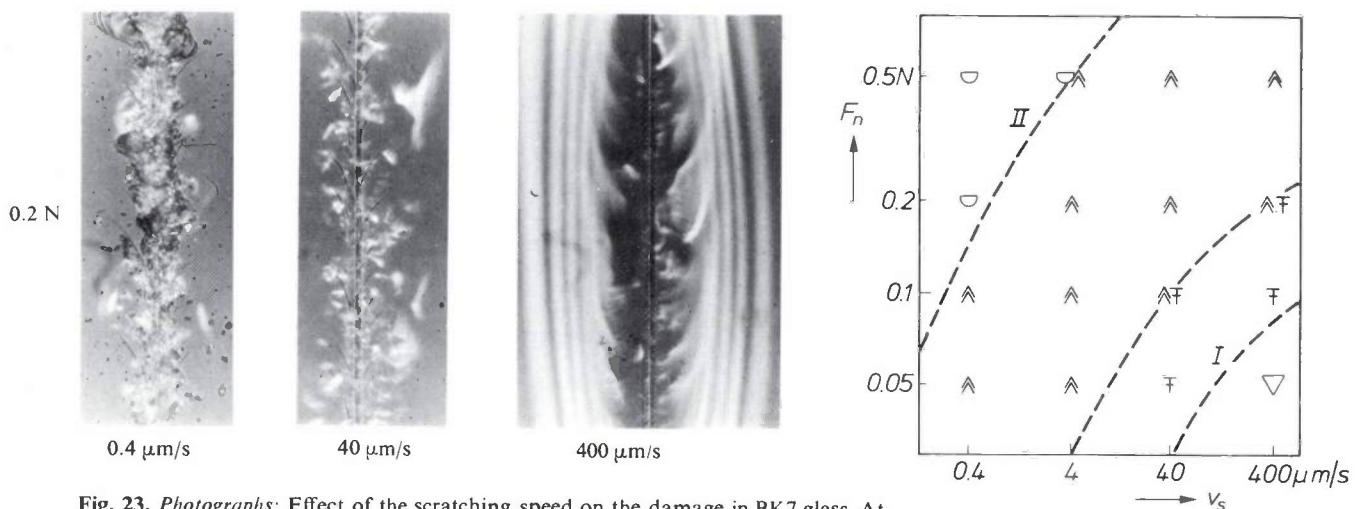 0.2 N
0.4 μm/s
40 μm/s
400 μm/s
0.5N
Fn
0.2
0.1
0.05
II
I
0.4
4
40
400μm/s
vs
Fig. 23. Photographs: Effect of the scratching speed on the damage in BK7 glass. At